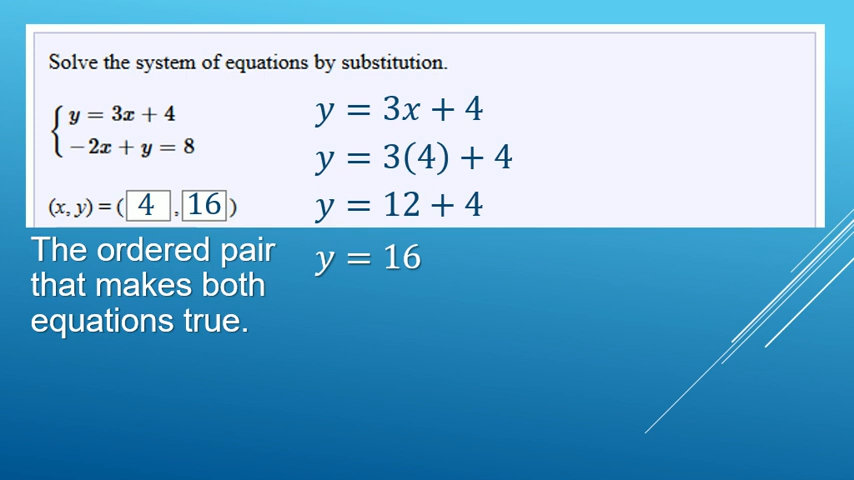 Solve the system of equations by substitution.
y = 3x + 4
−2x + y = 8
(x, y) = ( 4 , 16 )
y = 3x + 4
y = 3(4) + 4
y = 12 + 4
y = 16
The ordered pair
that makes both
equations true.